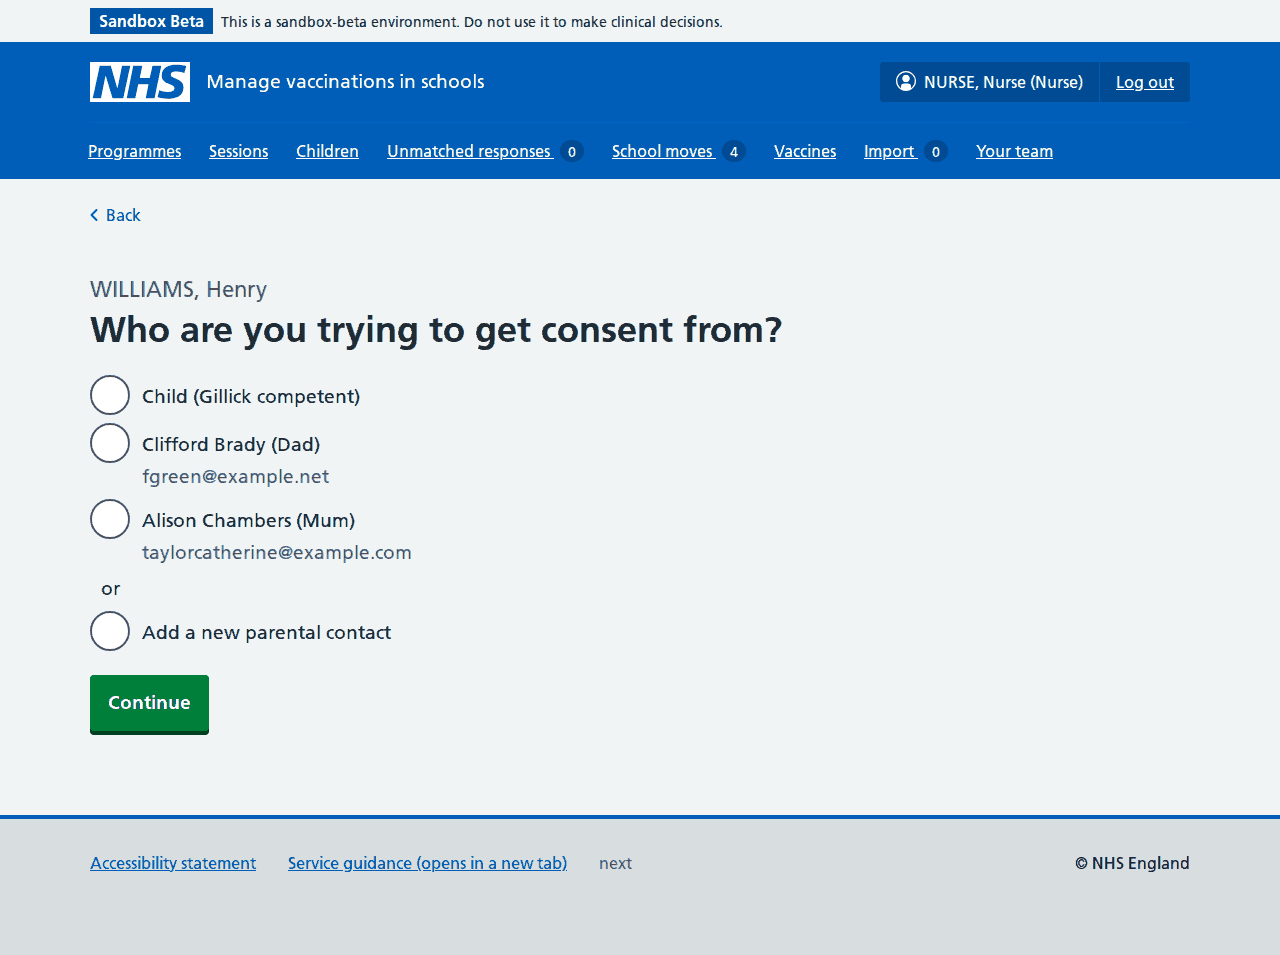 Sandbox Beta This is a sandbox-beta environment. Do not use it to make clinical decisions.
NHS Manage vaccinations in schools NURSE, Nurse (Nurse) Log out
Programmes Sessions Children Unmatched responses 0 School moves 4 Vaccines Import 0 Your team
Back
WILLIAMS, Henry
Who are you trying to get consent from?
Child (Gillick competent)
Clifford Brady (Dad)
fgreen@example.net
Alison Chambers (Mum)
taylorcatherine@example.com
or
Add a new parental contact
Continue
Accessibility statement Service guidance (opens in a new tab) next © NHS England